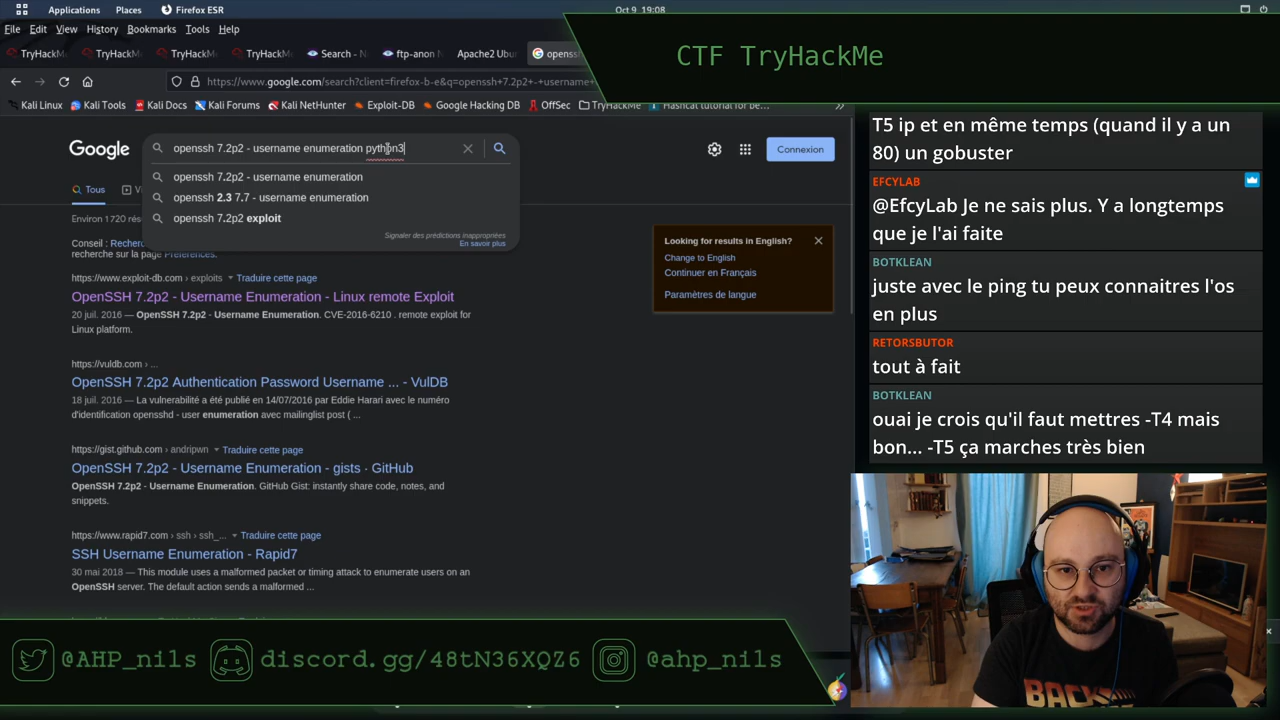 Applications Places Firefox ESR
Oct 9, 19:08
File Edit View History Bookmarks Tools Help
TryHackMe TryHackM TryHackM TryHackM Search - N ftp-anon N Apache2 Ubun openss
https://www.google.com/search?client=firefox-b-e&q=openssh+7.2p2+-+username+
Kali Linux Kali Tools Kali Docs Kali Forums Kali NetHunter Exploit-DB Google Hacking DB OffSec TryHackMe Hashcat tutorial for be...
CTF TryHackMe
Google
openssh 7.2p2 - username enumeration python3
Connexion
openssh 7.2p2 - username enumeration
openssh 2.3 7.7 - username enumeration
openssh 7.2p2 exploit
Signaler des prédictions inappropriées
En savoir plus
Tous
Environ 1 720 rés
Conseil : Recherc
recherche sur la page Préférences.
https://www.exploit-db.com › exploits Traduire cette page
OpenSSH 7.2p2 - Username Enumeration - Linux remote Exploit
20 juil. 2016 — OpenSSH 7.2p2 - Username Enumeration. CVE-2016-6210 . remote exploit for
Linux platform.
https://vuldb.com › ...
OpenSSH 7.2p2 Authentication Password Username ... - VulDB
18 juil. 2016 — La vulnerabilité a été publié en 14/07/2016 par Eddie Harari avec le numéro
d'identification opensshd - user enumeration avec mailinglist post ( ...
https://gist.github.com › andripwn Traduire cette page
OpenSSH 7.2p2 - Username Enumeration - gists · GitHub
OpenSSH 7.2p2 - Username Enumeration. GitHub Gist: instantly share code, notes, and
snippets.
https://www.rapid7.com › ssh › ssh_... Traduire cette page
SSH Username Enumeration - Rapid7
30 mai 2018 — This module uses a malformed packet or timing attack to enumerate users on an
OpenSSH server. The default action sends a malformed ...
Looking for results in English?
Change to English
Continuer en Français
Paramètres de langue
T5 ip et en même temps (quand il y a un
80) un gobuster
EFCYLAB
@EfcyLab Je ne sais plus. Y a longtemps
que je l'ai faite
BOTKLEAN
juste avec le ping tu peux connaitres l'os
en plus
RETORSBUTOR
tout à fait
BOTKLEAN
ouai je crois qu'il faut mettres -T4 mais
bon... -T5 ça marches très bien
@AHP_nils discord.gg/48tN36XQZ6 @ahp_nils